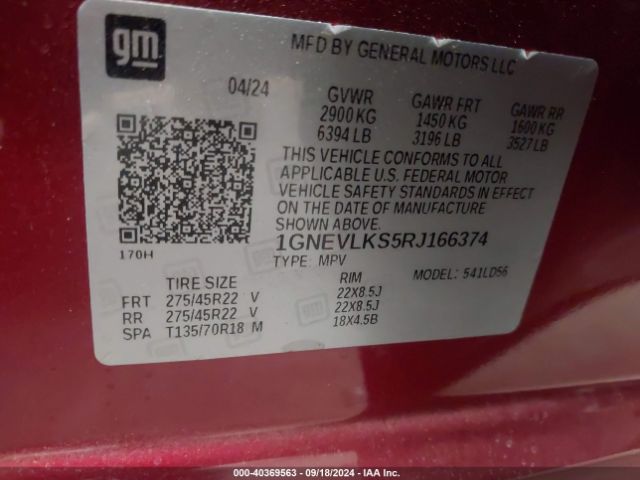 gm
MFD BY GENERAL MOTORS LLC
04/24
GVWR GAWR FRT GAWR RR
2900 KG 1450 KG 1600 KG
6394 LB 3196 LB 3527 LB
THIS VEHICLE CONFORMS TO ALL
APPLICABLE U.S. FEDERAL MOTOR
VEHICLE SAFETY STANDARDS IN EFFECT
ON THE DATE OF MANUFACTURE
SHOWN ABOVE.
170H
1GNEVLKS5RJ166374
TYPE: MPV MODEL: 541LD56
TIRE SIZE RIM
FRT 275/45R22 V 22X8.5J
RR 275/45R22 V 22X8.5J
SPA T135/70R18 M 18X4.5B
000-40369563 - 09/18/2024 - IAA Inc.